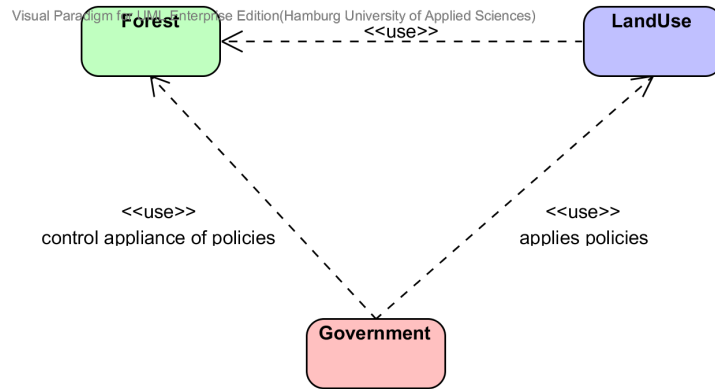 Visual Paradigm for UML Enterprise Edition(Hamburg University of Applied Sciences)
Forest
<<use>>
LandUse
<<use>>
control appliance of policies
<<use>>
applies policies
Government